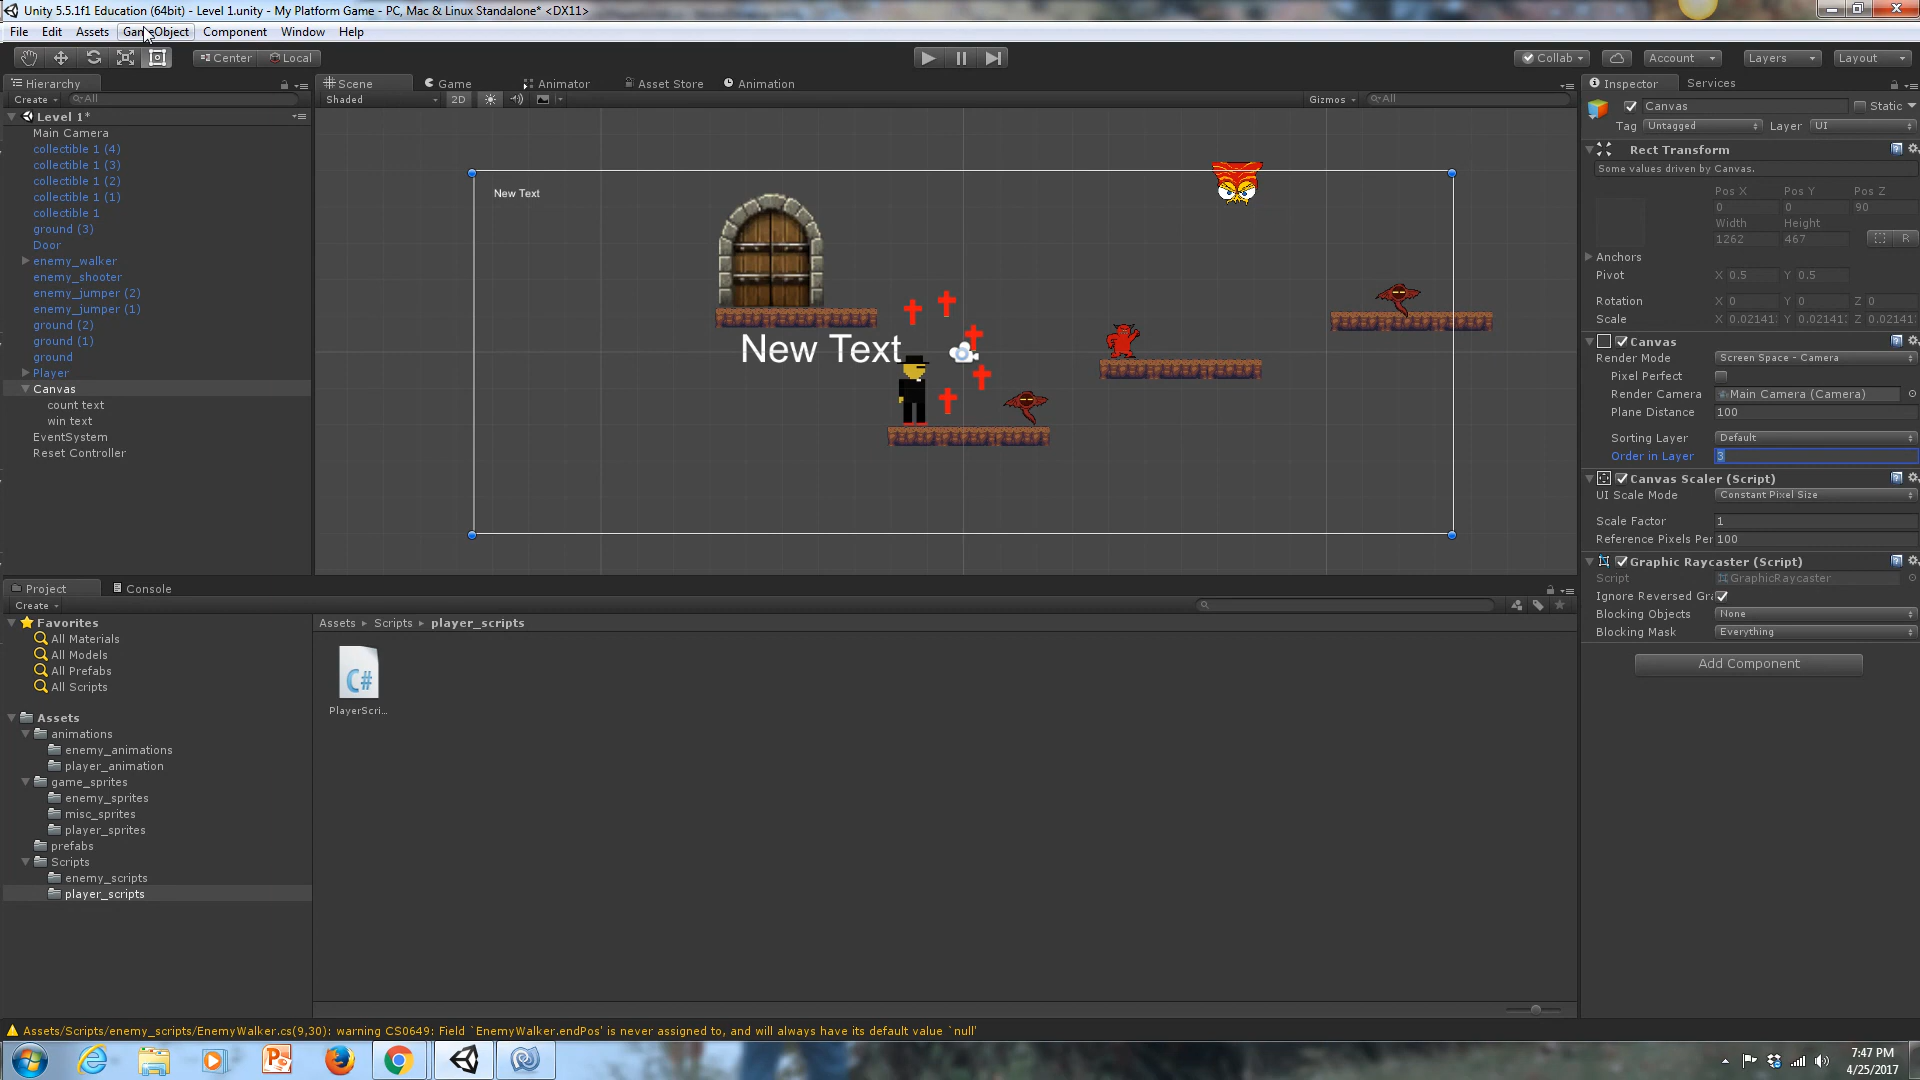 Unity 5.5.1f1 Education (64bit) - Level 1.unity - My Platform Game - PC, Mac & Linux Standalone* <DX11>
File Edit Assets GameObject Component Window Help
Center Local Collab Account Layers Layout
Hierarchy
Create All
Level 1*
Main Camera
collectible 1 (4)
collectible 1 (3)
collectible 1 (2)
collectible 1 (1)
collectible 1
ground (3)
Door
enemy_walker
enemy_shooter
enemy_jumper (2)
enemy_jumper (1)
ground (2)
ground (1)
ground
Player
Canvas
count text
win text
EventSystem
Reset Controller
Scene Game Animator Asset Store Animation
Shaded 2D Gizmos All
New Text
New Text
Inspector Services
Canvas Static
Tag Untagged Layer UI
Rect Transform
Some values driven by Canvas.
Pos X Pos Y Pos Z
0 0 90
Width Height
1262 467 R
Anchors
Pivot X 0.5 Y 0.5
Rotation X 0 Y 0 Z 0
Scale X 0.02141 Y 0.02141 Z 0.02141
Canvas
Render Mode Screen Space - Camera
Pixel Perfect
Render Camera Main Camera (Camera)
Plane Distance 100
Sorting Layer Default
Order in Layer 3
Canvas Scaler (Script)
UI Scale Mode Constant Pixel Size
Scale Factor 1
Reference Pixels Per 100
Graphic Raycaster (Script)
Script GraphicRaycaster
Ignore Reversed Gra
Blocking Objects None
Blocking Mask Everything
Add Component
Project Console
Create
Favorites
All Materials
All Models
All Prefabs
All Scripts
Assets
animations
enemy_animations
player_animation
game_sprites
enemy_sprites
misc_sprites
player_sprites
prefabs
Scripts
enemy_scripts
player_scripts
Assets ▸ Scripts ▸ player_scripts
C#
PlayerScri...
Assets/Scripts/enemy_scripts/EnemyWalker.cs(9,30): warning CS0649: Field `EnemyWalker.endPos' is never assigned to, and will always have its default value `null'
7:47 PM
4/25/2017